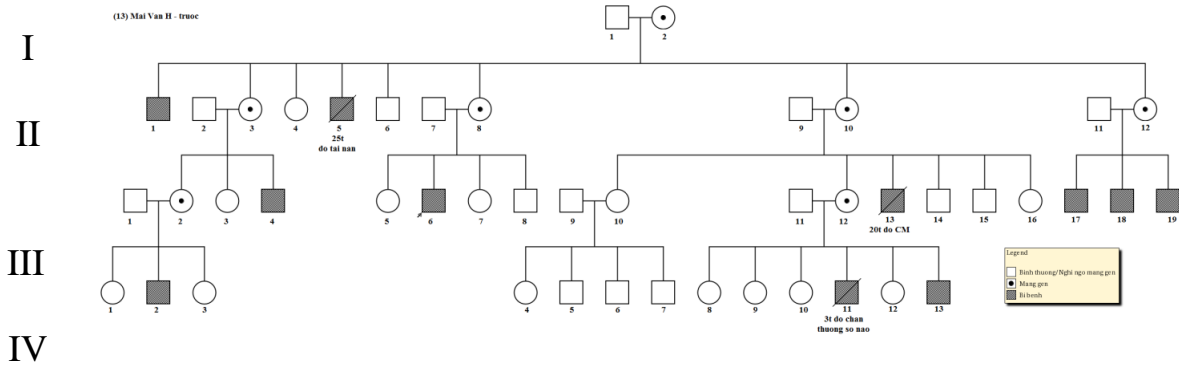 (13) Mai Van H - truoc
I
1 2
1 2 3 4 5 6 7 8 9 10 11 12
25t
do tai nan
II
1 2 3 4 5 6 7 8 9 10 11 12 13 14 15 16 17 18 19
20t do CM
III
Legend
Binh thuong/Nghi ngo mang gen
Mang gen
Bi benh
1 2 3 4 5 6 7 8 9 10 11 12 13
3t do chan
thuong so nao
IV